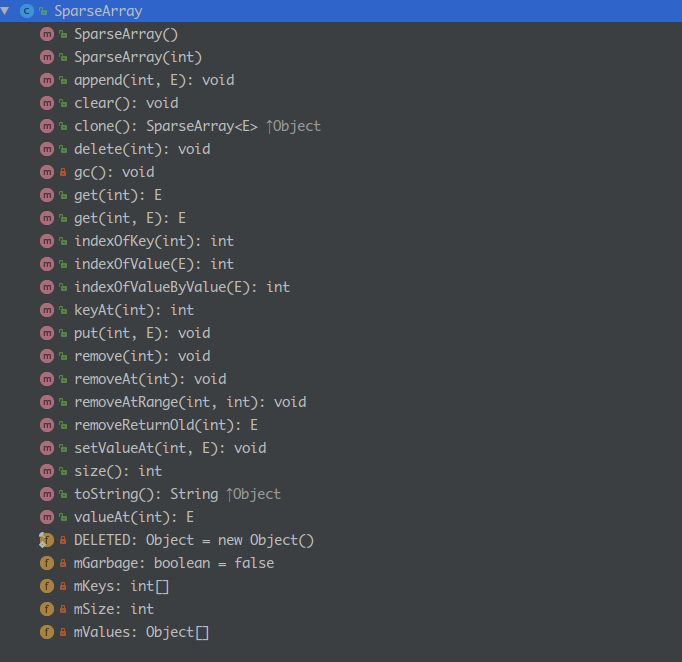 SparseArray
SparseArray()
SparseArray(int)
append(int, E): void
clear(): void
clone(): SparseArray<E> ↑Object
delete(int): void
gc(): void
get(int): E
get(int, E): E
indexOfKey(int): int
indexOfValue(E): int
indexOfValueByValue(E): int
keyAt(int): int
put(int, E): void
remove(int): void
removeAt(int): void
removeAtRange(int, int): void
removeReturnOld(int): E
setValueAt(int, E): void
size(): int
toString(): String ↑Object
valueAt(int): E
DELETED: Object = new Object()
mGarbage: boolean = false
mKeys: int[]
mSize: int
mValues: Object[]